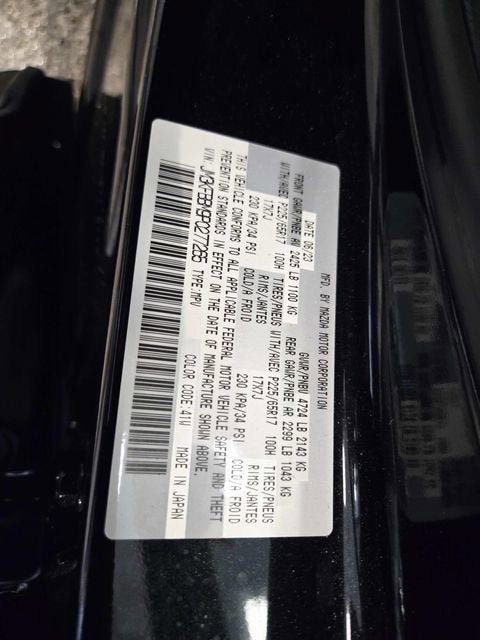 MFD. BY MAZDA MOTOR CORPORATION
DATE 06/23 GVWR/PNBV 4724 LB 2143 KG
FRONT GAWR/PNBE AV 2425 LB 1100 KG REAR GAWR/PNBE AR 2299 LB 1043 KG
WITH/AVEC P225/65R17 100H TIRES/PNEUS WITH/AVEC P225/65R17 100H TIRES/PNEUS
17X7J RIMS/JANTES 17X7J RIMS/JANTES
230 KPA/34 PSI COLD/A FROID 230 KPA/34 PSI COLD/A FROID
THIS VEHICLE CONFORMS TO ALL APPLICABLE FEDERAL MOTOR VEHICLE SAFETY AND THEFT
PREVENTION STANDARDS IN EFFECT ON THE DATE OF MANUFACTURE SHOWN ABOVE.
VIN: TYPE:MPV COLOR CODE:41W MADE IN JAPAN